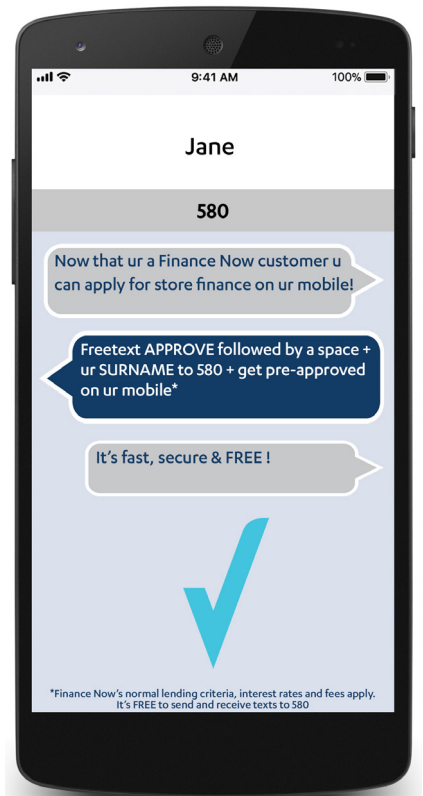 9:41 AM
100%
Jane
580
Now that ur a Finance Now customer u
can apply for store finance on ur mobile!
Freetext APPROVE followed by a space +
ur SURNAME to 580 + get pre-approved
on ur mobile*
It's fast, secure & FREE !
*Finance Now's normal lending criteria, interest rates and fees apply.
It's FREE to send and receive texts to 580